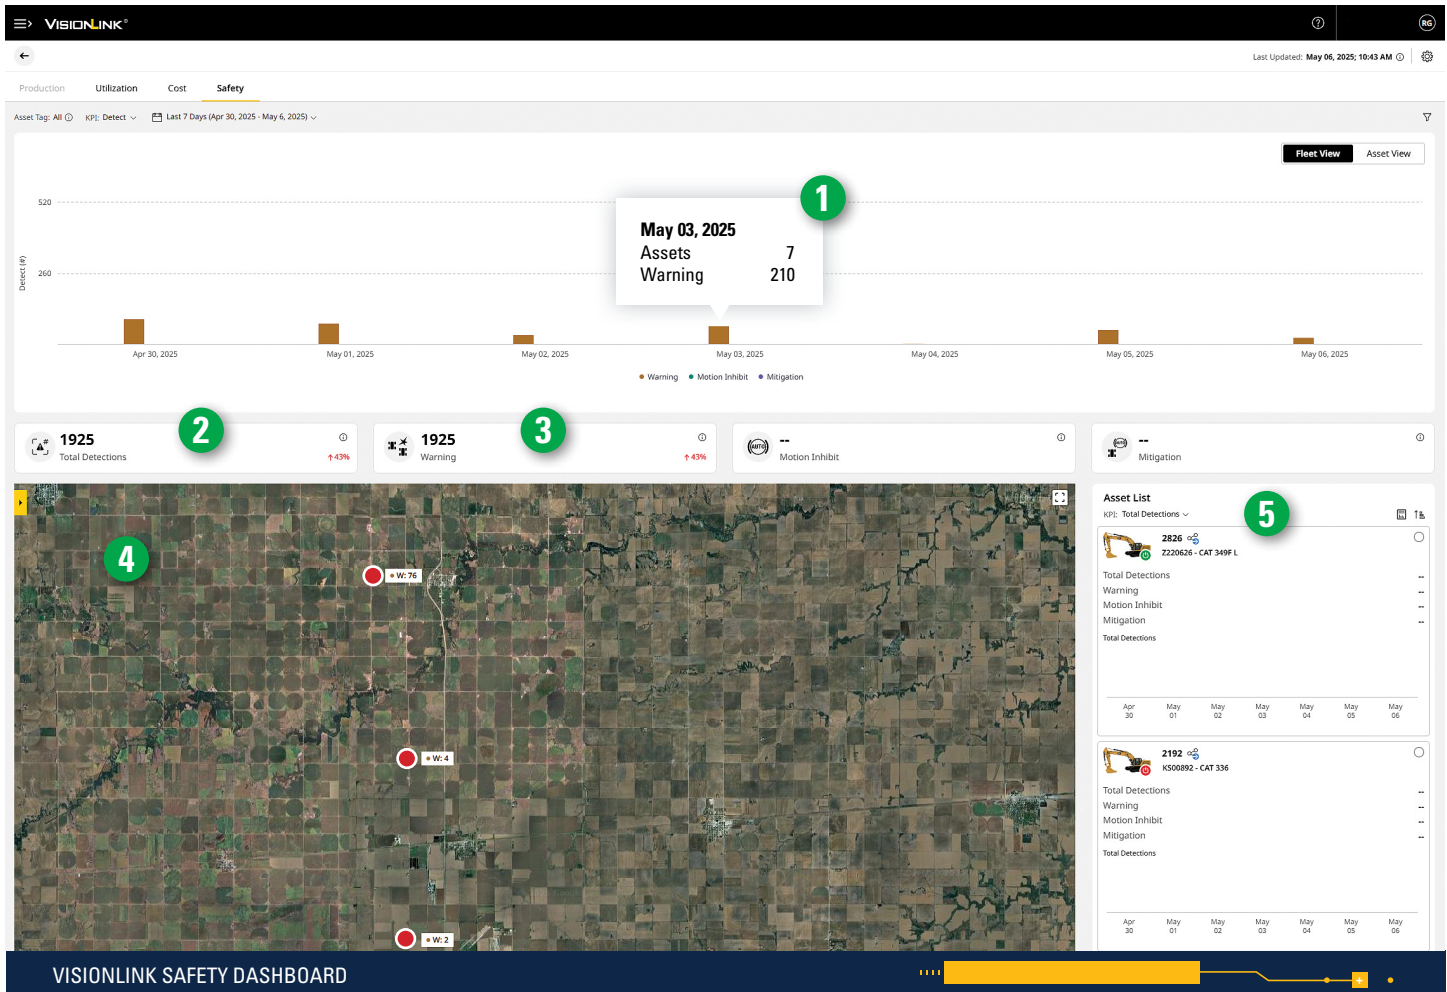 VISIONLINK®
?
RG
Last Updated: May 06, 2025; 10:43 AM
Production Utilization Cost Safety
Asset Tag: All KPI: Detect Last 7 Days (Apr 30, 2025 - May 6, 2025)
Fleet View Asset View
1
520
260
Detect (#)
May 03, 2025
Assets 7
Warning 210
Apr 30, 2025 May 01, 2025 May 02, 2025 May 03, 2025 May 04, 2025 May 05, 2025 May 06, 2025
Warning Motion Inhibit Mitigation
2
1925
Total Detections
43%
3
1925
Warning
43%
AUTO
--
Motion Inhibit
AUTO
--
Mitigation
4
W: 76
W: 4
W: 2
Asset List
5
KPI: Total Detections
2826
Z220626 - CAT 349F L
Total Detections --
Warning --
Motion Inhibit --
Mitigation --
Total Detections
Apr 30 May 01 May 02 May 03 May 04 May 05 May 06
2192
KS00892 - CAT 336
Total Detections --
Warning --
Motion Inhibit --
Mitigation --
Total Detections
Apr 30 May 01 May 02 May 03 May 04 May 05 May 06
VISIONLINK SAFETY DASHBOARD